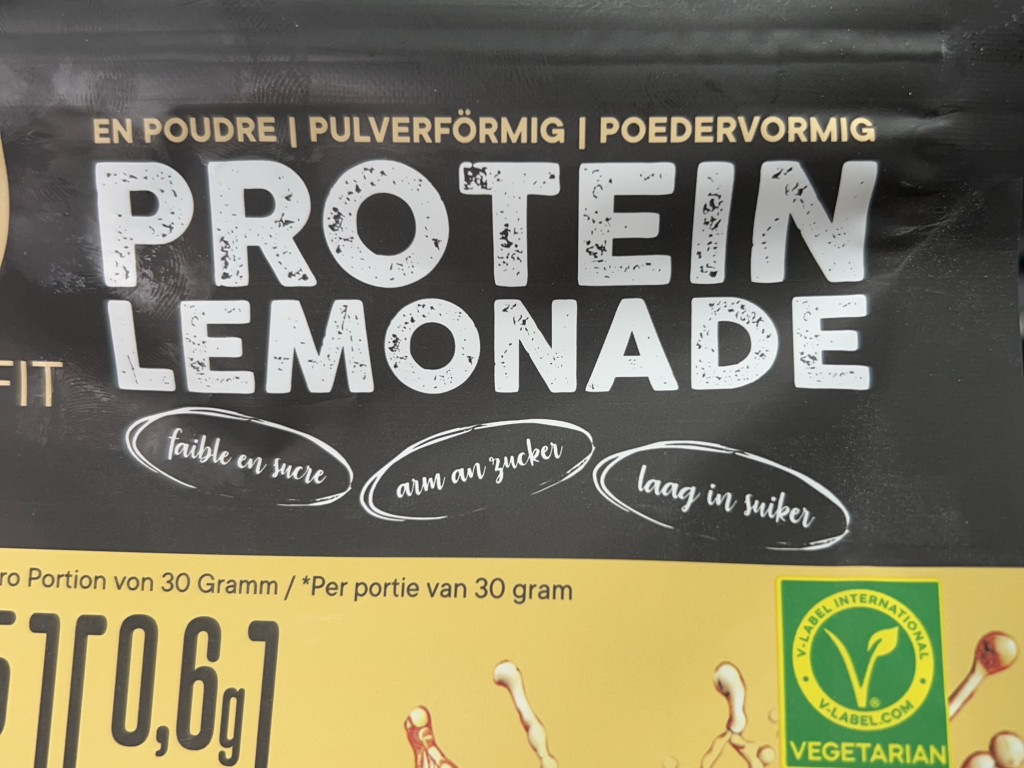 EN POUDRE | PULVERFÖRMIG | POEDERVORMIG
PROTEIN
LEMONADE
FIT
faible en sucre
arm an zucker
laag in suiker
Portion von 30 Gramm / *Per portie van 30 gram
0,6g
V-LABEL INTERNATIONAL
V-LABEL.COM
VEGETARIAN